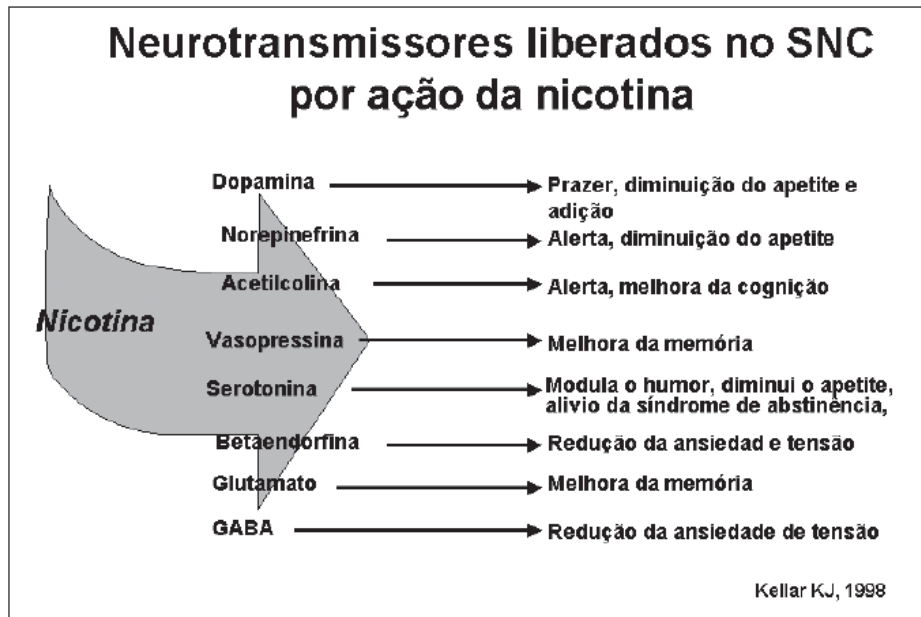 Neurotransmissores liberados no SNC
por ação da nicotina
Nicotina
Dopamina
Prazer, diminuição do apetite e
adição
Norepinefrina
Alerta, diminuição do apetite
Acetilcolina
Alerta, melhora da cognição
Vasopressina
Melhora da memória
Serotonina
Modula o humor, diminui o apetite,
alivio da síndrome de abstinência,
Betaendorfina
Redução da ansiedad e tensão
Glutamato
Melhora da memória
GABA
Redução da ansiedade de tensão
Kellar KJ, 1998